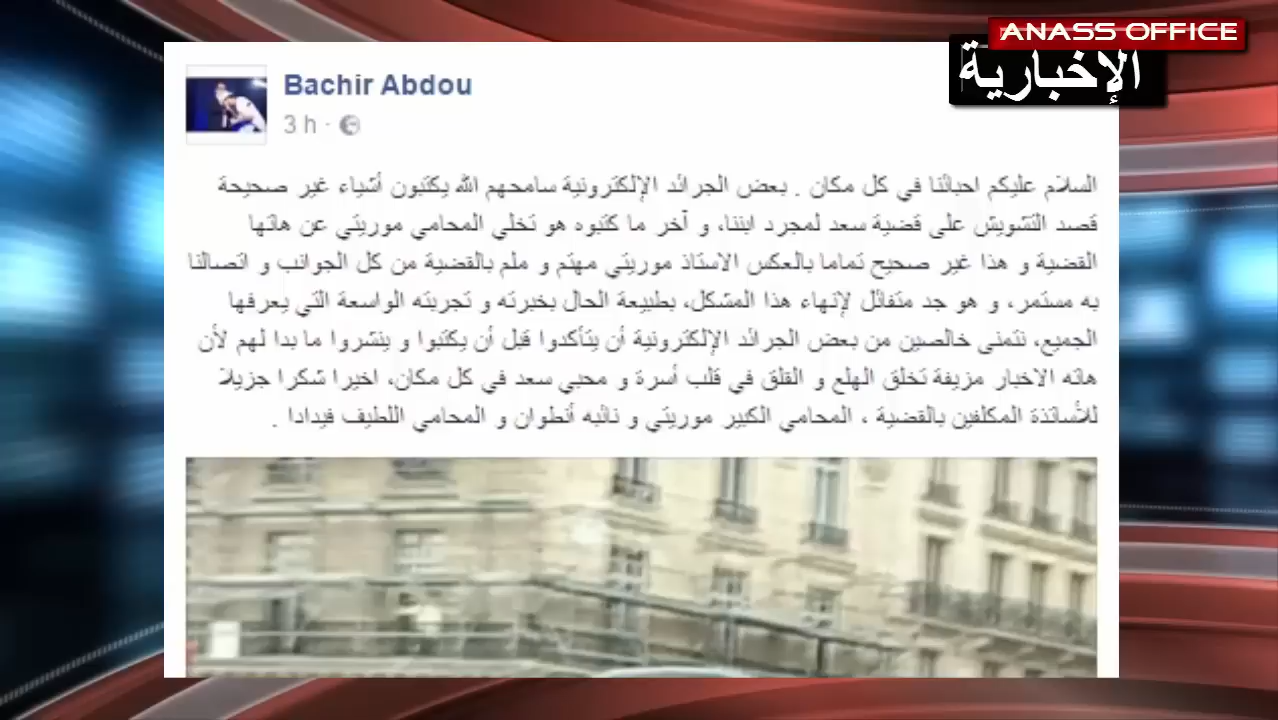 ANASS OFFICE
الإخبارية
Bachir Abdou
3 h ·
السلام عليكم احبائنا في كل مكان . بعض الجرائد الإلكترونية سامحهم الله يكتبون أشياء غير صحيحة
قصد التشويش على قضية سعد لمجرد ابننا، و آخر ما كتبوه هو تخلي المحامي موريتي عن هاتها
القضية و هذا غير صحيح تماما بالعكس الاستاذ موريتي مهتم و ملم بالقضية من كل الجوانب و اتصالنا
به مستمر، و هو جد متفائل لإنهاء هذا المشكل، بطبيعة الحال بخبرته و تجربته الواسعة التي يعرفها
الجميع، نتمنى خالصين من بعض الجرائد الإلكترونية أن يتأكدوا قبل أن يكتبوا و ينشروا ما بدا لهم لأن
هاته الاخبار مزيفة تخلق الهلع و القلق في قلب أسرة و محبي سعد في كل مكان، اخيرا شكرا جزيلا
للأساتذة المكلفين بالقضية ، المحامي الكبير موريتي و نائبه أنطوان و المحامي اللطيف فيدادا .